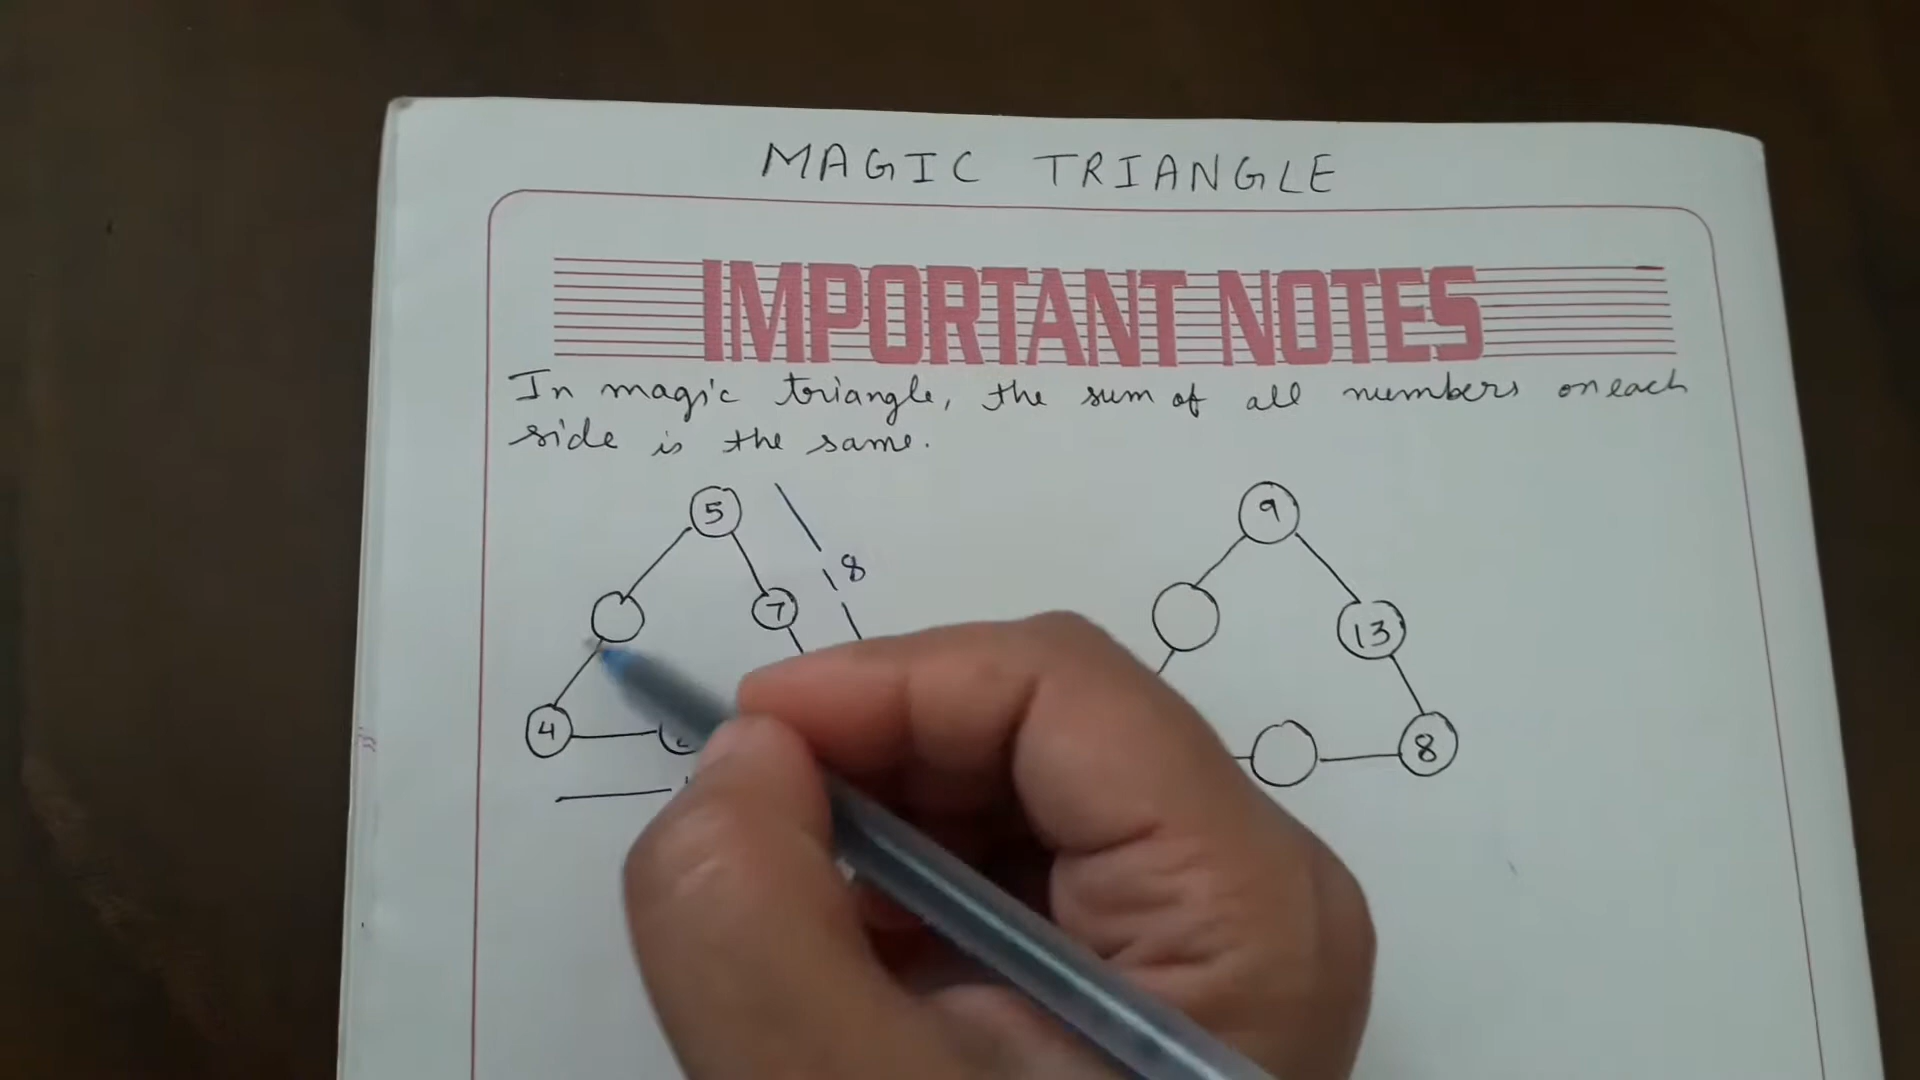 MAGIC TRIANGLE
IMPORTANT NOTES
In magic triangle, the sum of all numbers on each
side is the same.
5
9
18
7
13
4
8